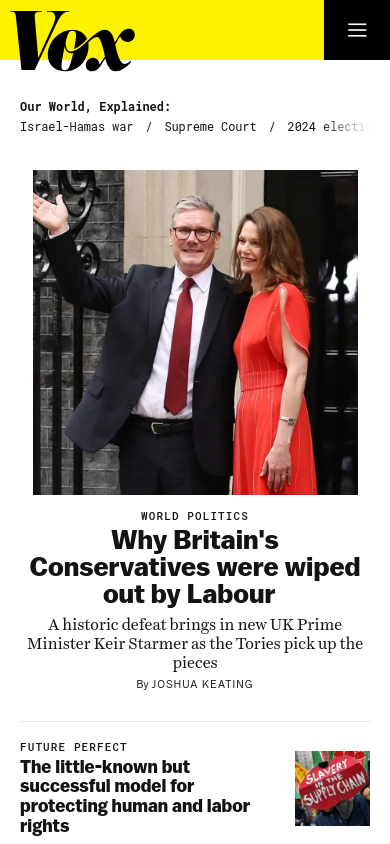 Vox
Our World, Explained:
Israel-Hamas war / Supreme Court / 2024 electi
WORLD POLITICS
Why Britain's
Conservatives were wiped
out by Labour
A historic defeat brings in new UK Prime
Minister Keir Starmer as the Tories pick up the
pieces
By JOSHUA KEATING
FUTURE PERFECT
The little-known but
successful model for
protecting human and labor
rights
SLAVERY
IN THE
SUPPLY CHAIN